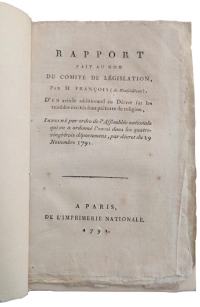 RAPPORT
FAIT AU NOM
DU COMITÉ DE LÉGISLATION,
PAR M. FRANÇOIS (de Neufchâteau),
D'un article additionnel au Décret sur les
troubles excités sous prétexte de religion,
IMPRIMÉ par ordre de l'Assemblée nationale
qui en a ordonné l'envoi dans les quatre-
vingt-trois départemens, par décret du 29
Novembre 1791.
A PARIS,
DE L'IMPRIMERIE NATIONALE.
1791.